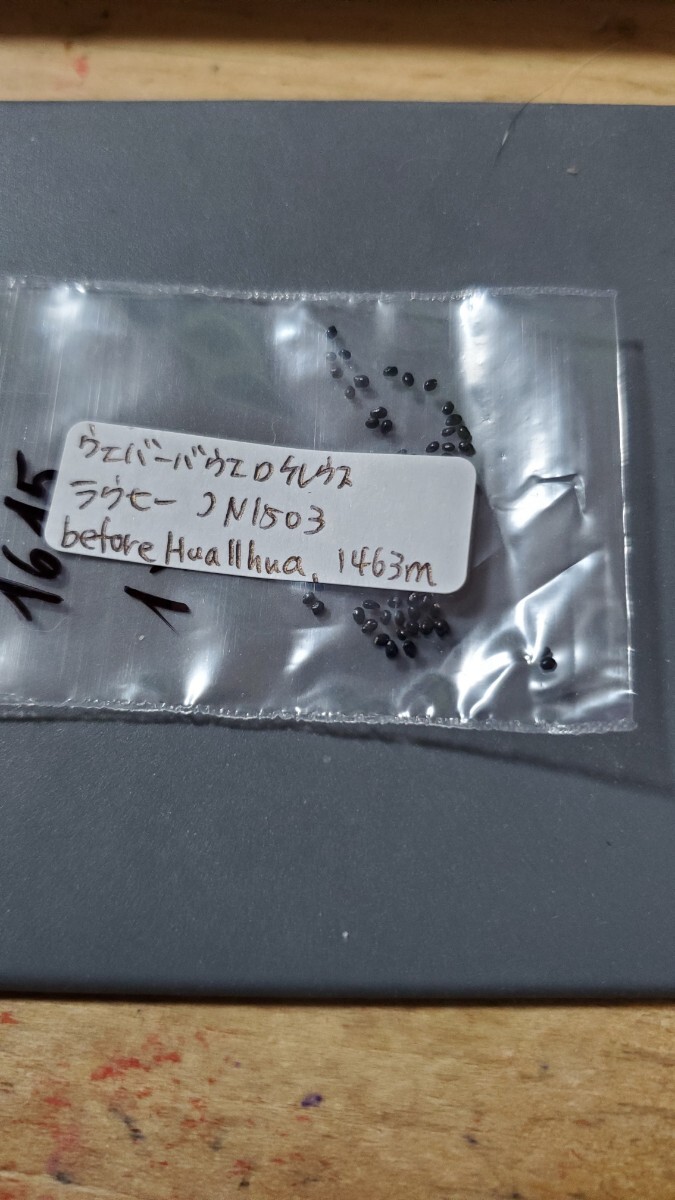 ウエバーバウエロケレウス
ラウセー JN1503
before Huallhua, 1463m
1615